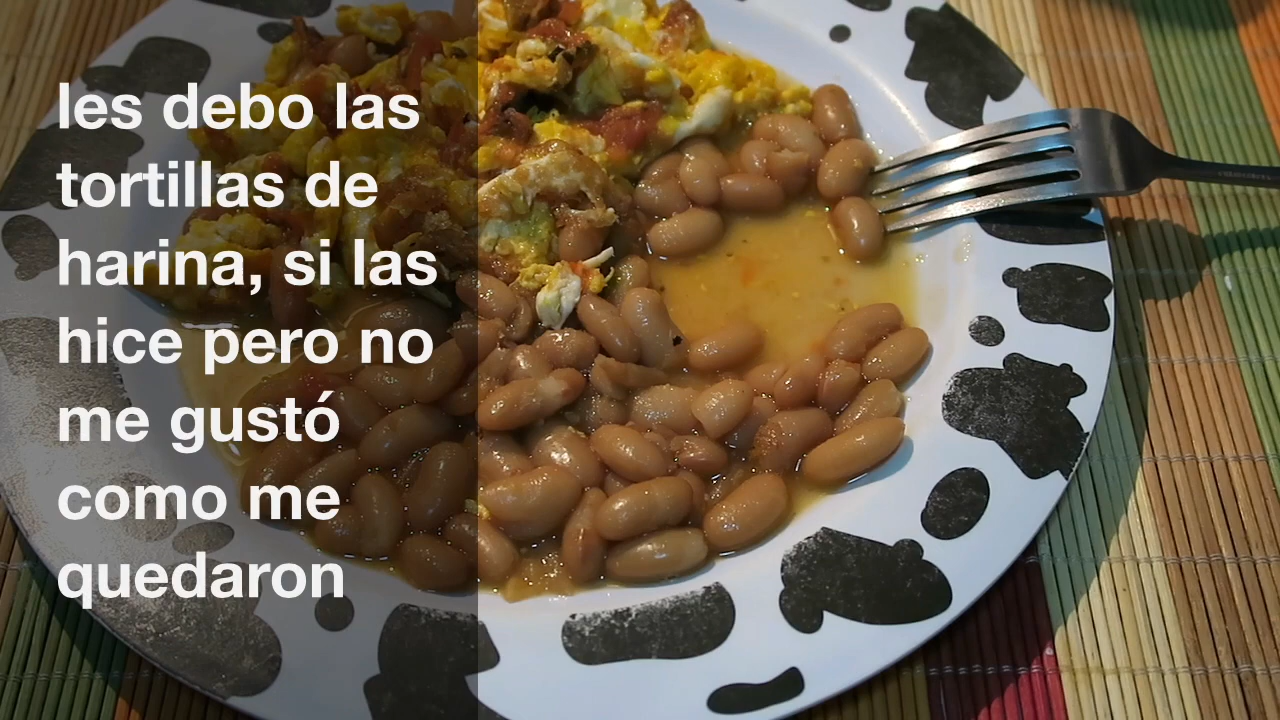 les debo las
tortillas de
harina, si las
hice pero no
me gustó
como me
quedaron